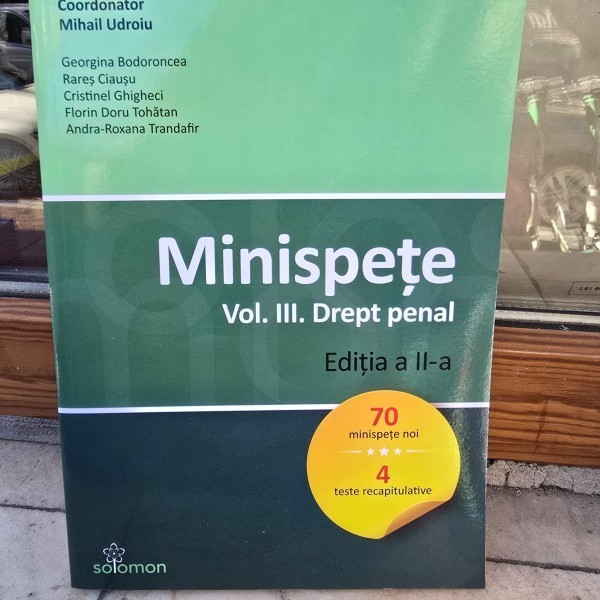 Coordonator
Mihail Udroiu
Georgina Bodoroncea
Rareș Ciaușu
Cristinel Ghigheci
Florin Doru Tohătan
Andra-Roxana Trandafir
Minispețe
Vol. III. Drept penal
Ediția a II-a
70
minispețe noi
4
teste recapitulative
solomon